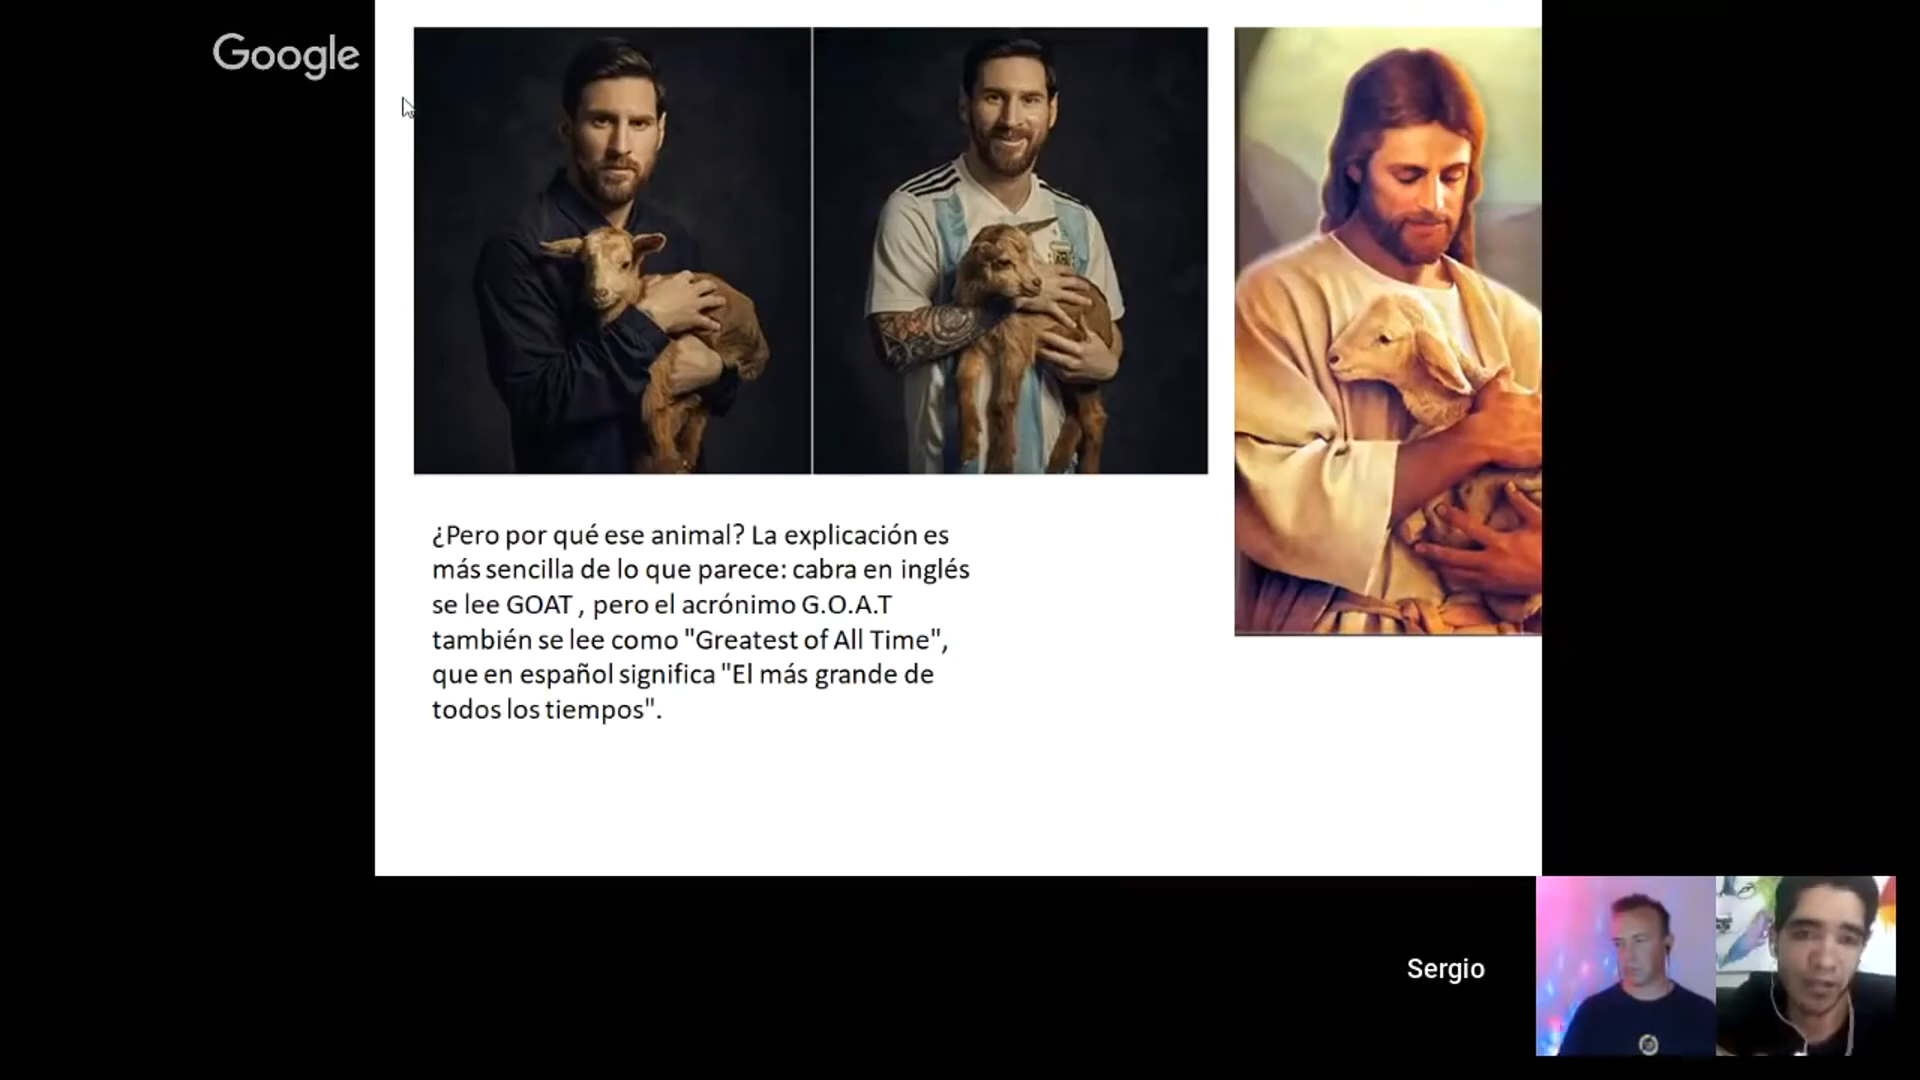 Google
¿Pero por qué ese animal? La explicación es
más sencilla de lo que parece: cabra en inglés
se lee GOAT , pero el acrónimo G.O.A.T
también se lee como "Greatest of All Time",
que en español significa "El más grande de
todos los tiempos".
Sergio